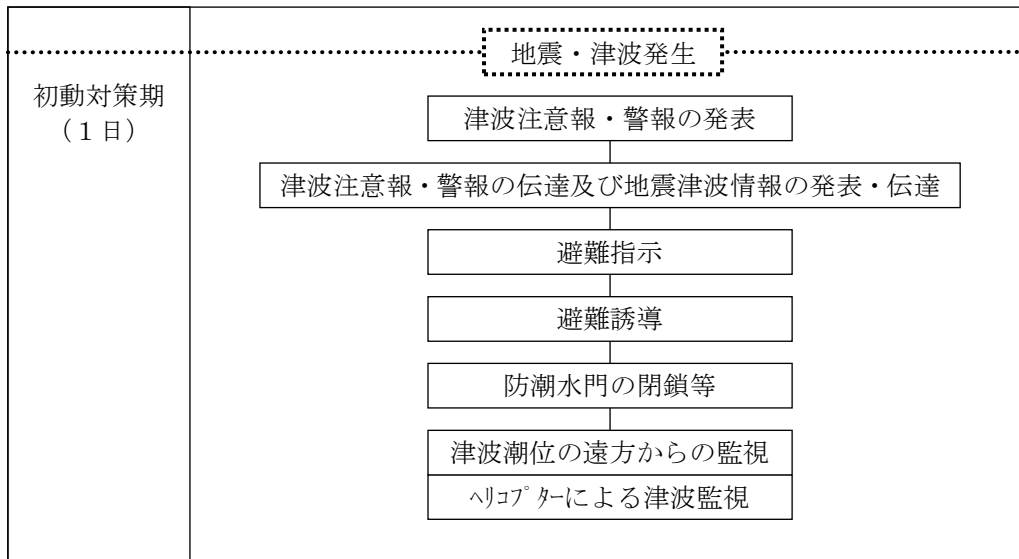 地震・津波発生
初動対策期
（１日）
津波注意報・警報の発表
津波注意報・警報の伝達及び地震津波情報の発表・伝達
避難指示
避難誘導
防潮水門の閉鎖等
津波潮位の遠方からの監視
ﾍﾘｺﾌﾟﾀｰによる津波監視